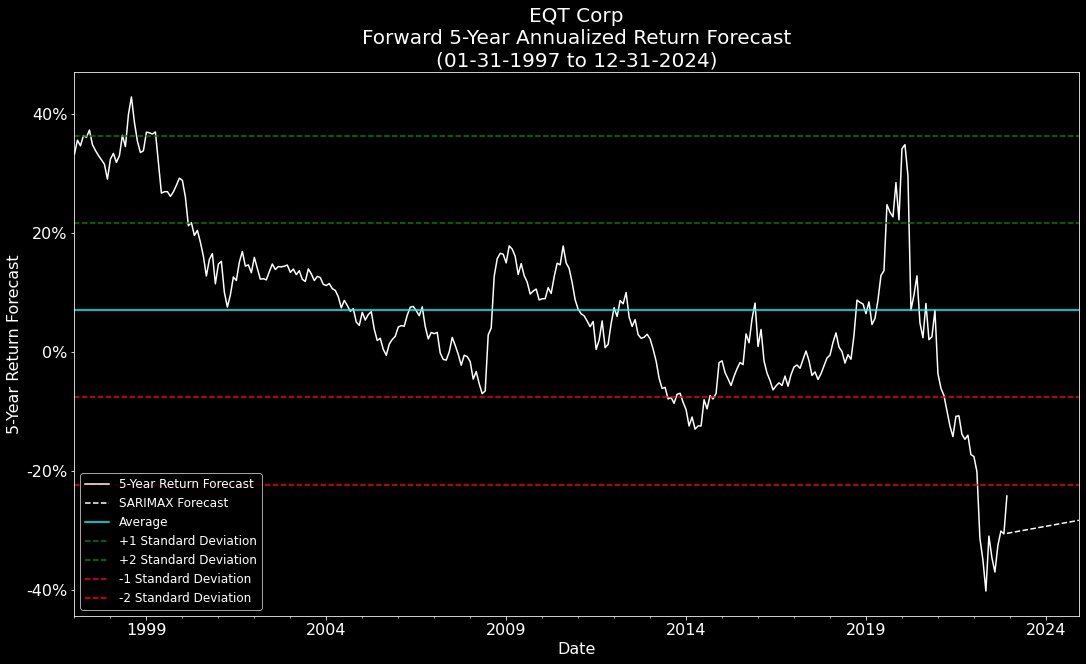 EQT Corp
Forward 5-Year Annualized Return Forecast
(01-31-1997 to 12-31-2024)
40%
20%
0%
-20%
-40%
5-Year Return Forecast
5-Year Return Forecast
SARIMAX Forecast
Average
+1 Standard Deviation
+2 Standard Deviation
-1 Standard Deviation
-2 Standard Deviation
1999 2004 2009 2014 2019 2024
Date